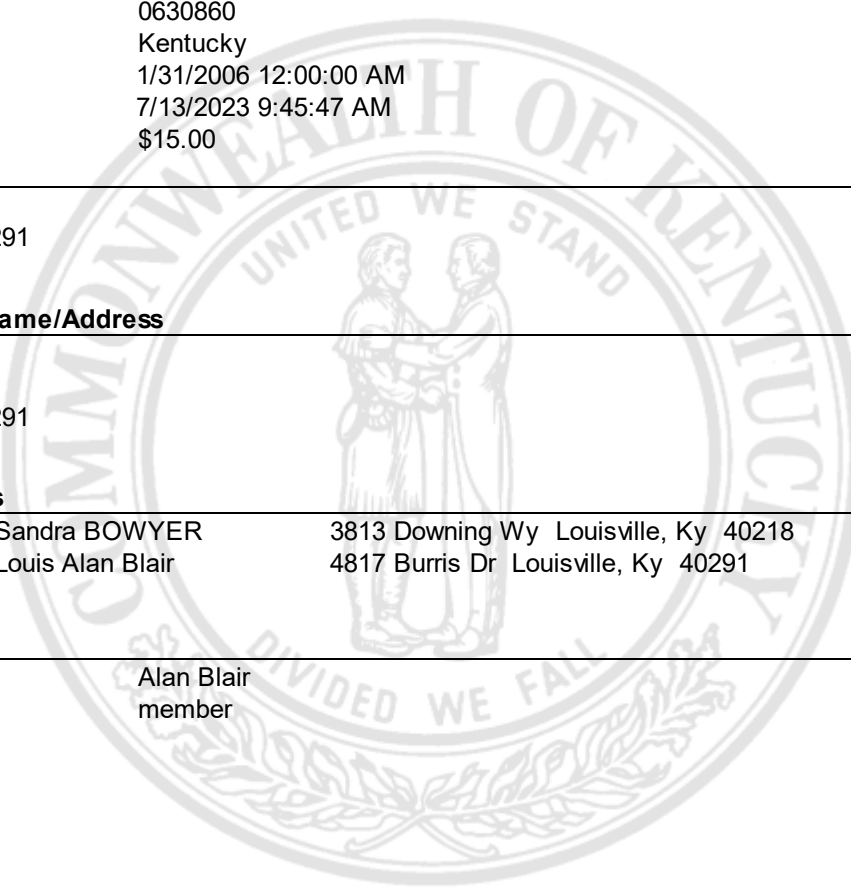 0630860
Kentucky
1/31/2006 12:00:00 AM
7/13/2023 9:45:47 AM
$15.00
COMMONWEALTH OF KENTUCKY
UNITED WE STAND
291
ame/Address
291
s
Sandra BOWYER 3813 Downing Wy Louisville, Ky 40218
Louis Alan Blair 4817 Burris Dr Louisville, Ky 40291
DIVIDED WE FALL
Alan Blair
member